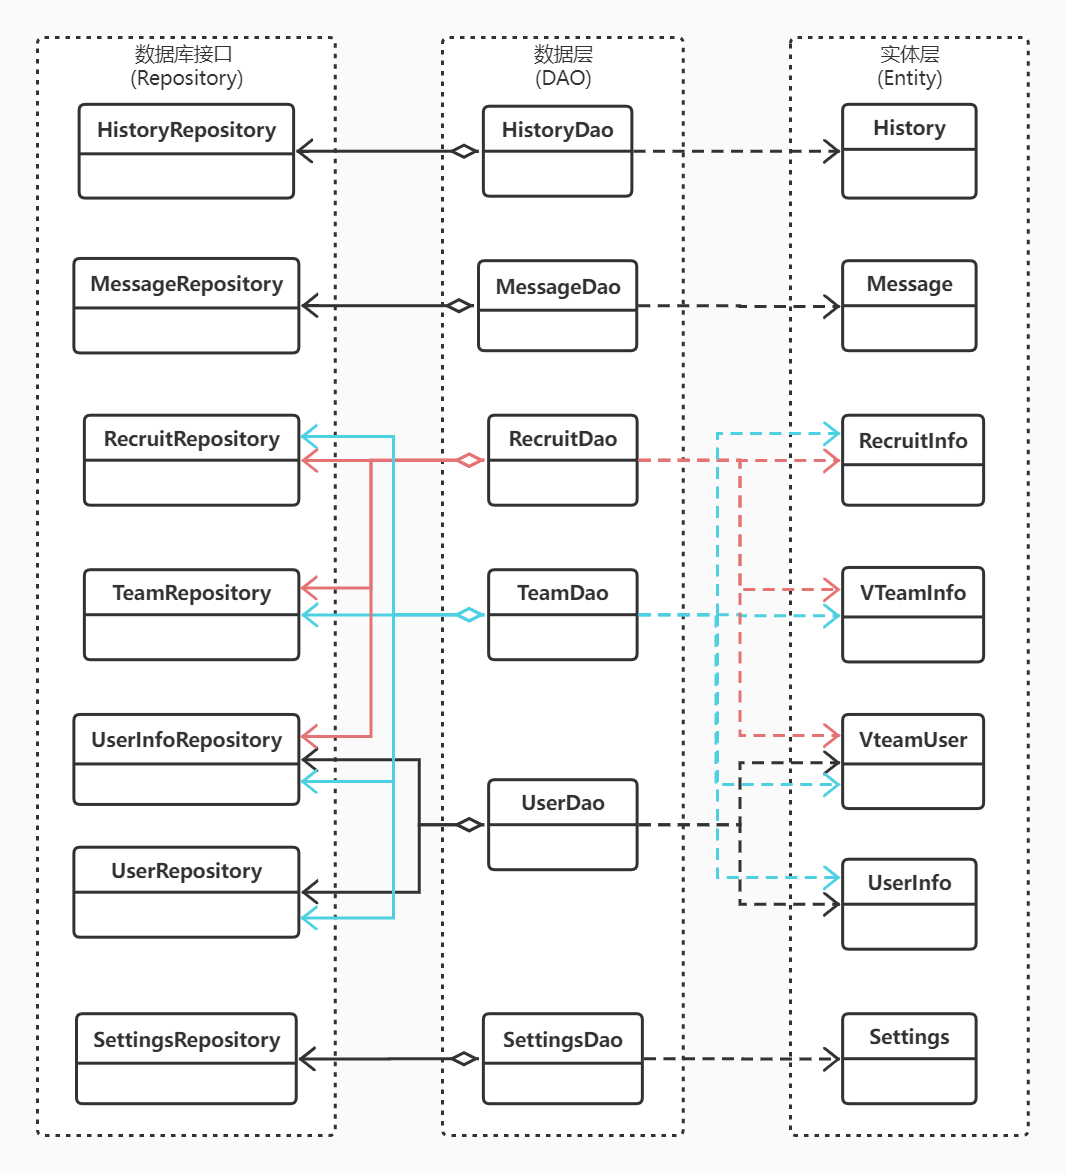 数据库接口
(Repository)
HistoryRepository
MessageRepository
RecruitRepository
TeamRepository
UserInfoRepository
UserRepository
SettingsRepository
数据层
(DAO)
HistoryDao
MessageDao
RecruitDao
TeamDao
UserDao
SettingsDao
实体层
(Entity)
History
Message
RecruitInfo
VTeamInfo
VteamUser
UserInfo
Settings